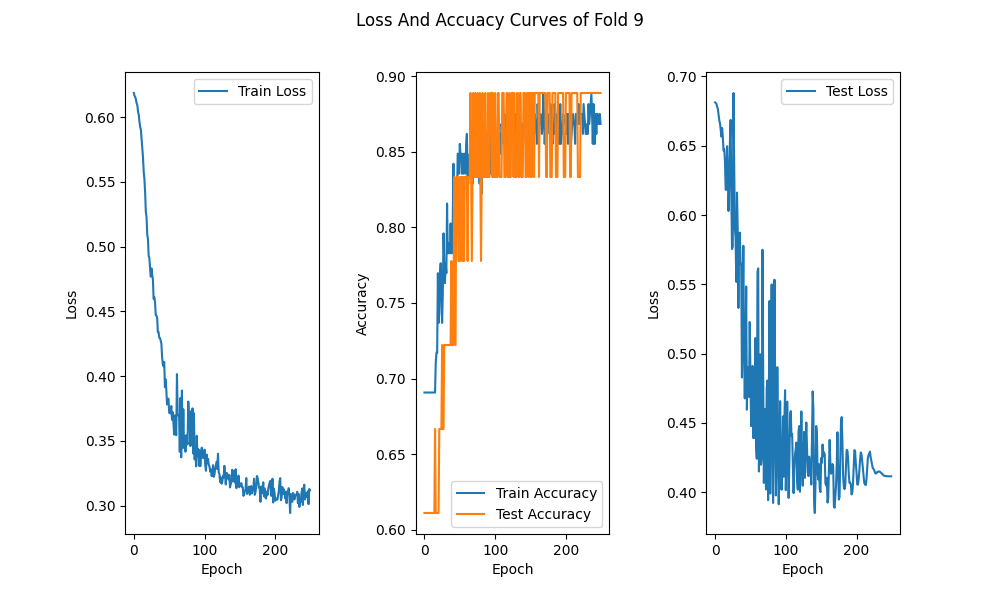 Loss And Accuacy Curves of Fold 9
Loss
0.60
0.55
0.50
0.45
0.40
0.35
0.30
0
100
200
Epoch
Train Loss
Accuracy
0.90
0.85
0.80
0.75
0.70
0.65
0.60
0
100
200
Epoch
Train Accuracy
Test Accuracy
Loss
0.70
0.65
0.60
0.55
0.50
0.45
0.40
0
100
200
Epoch
Test Loss